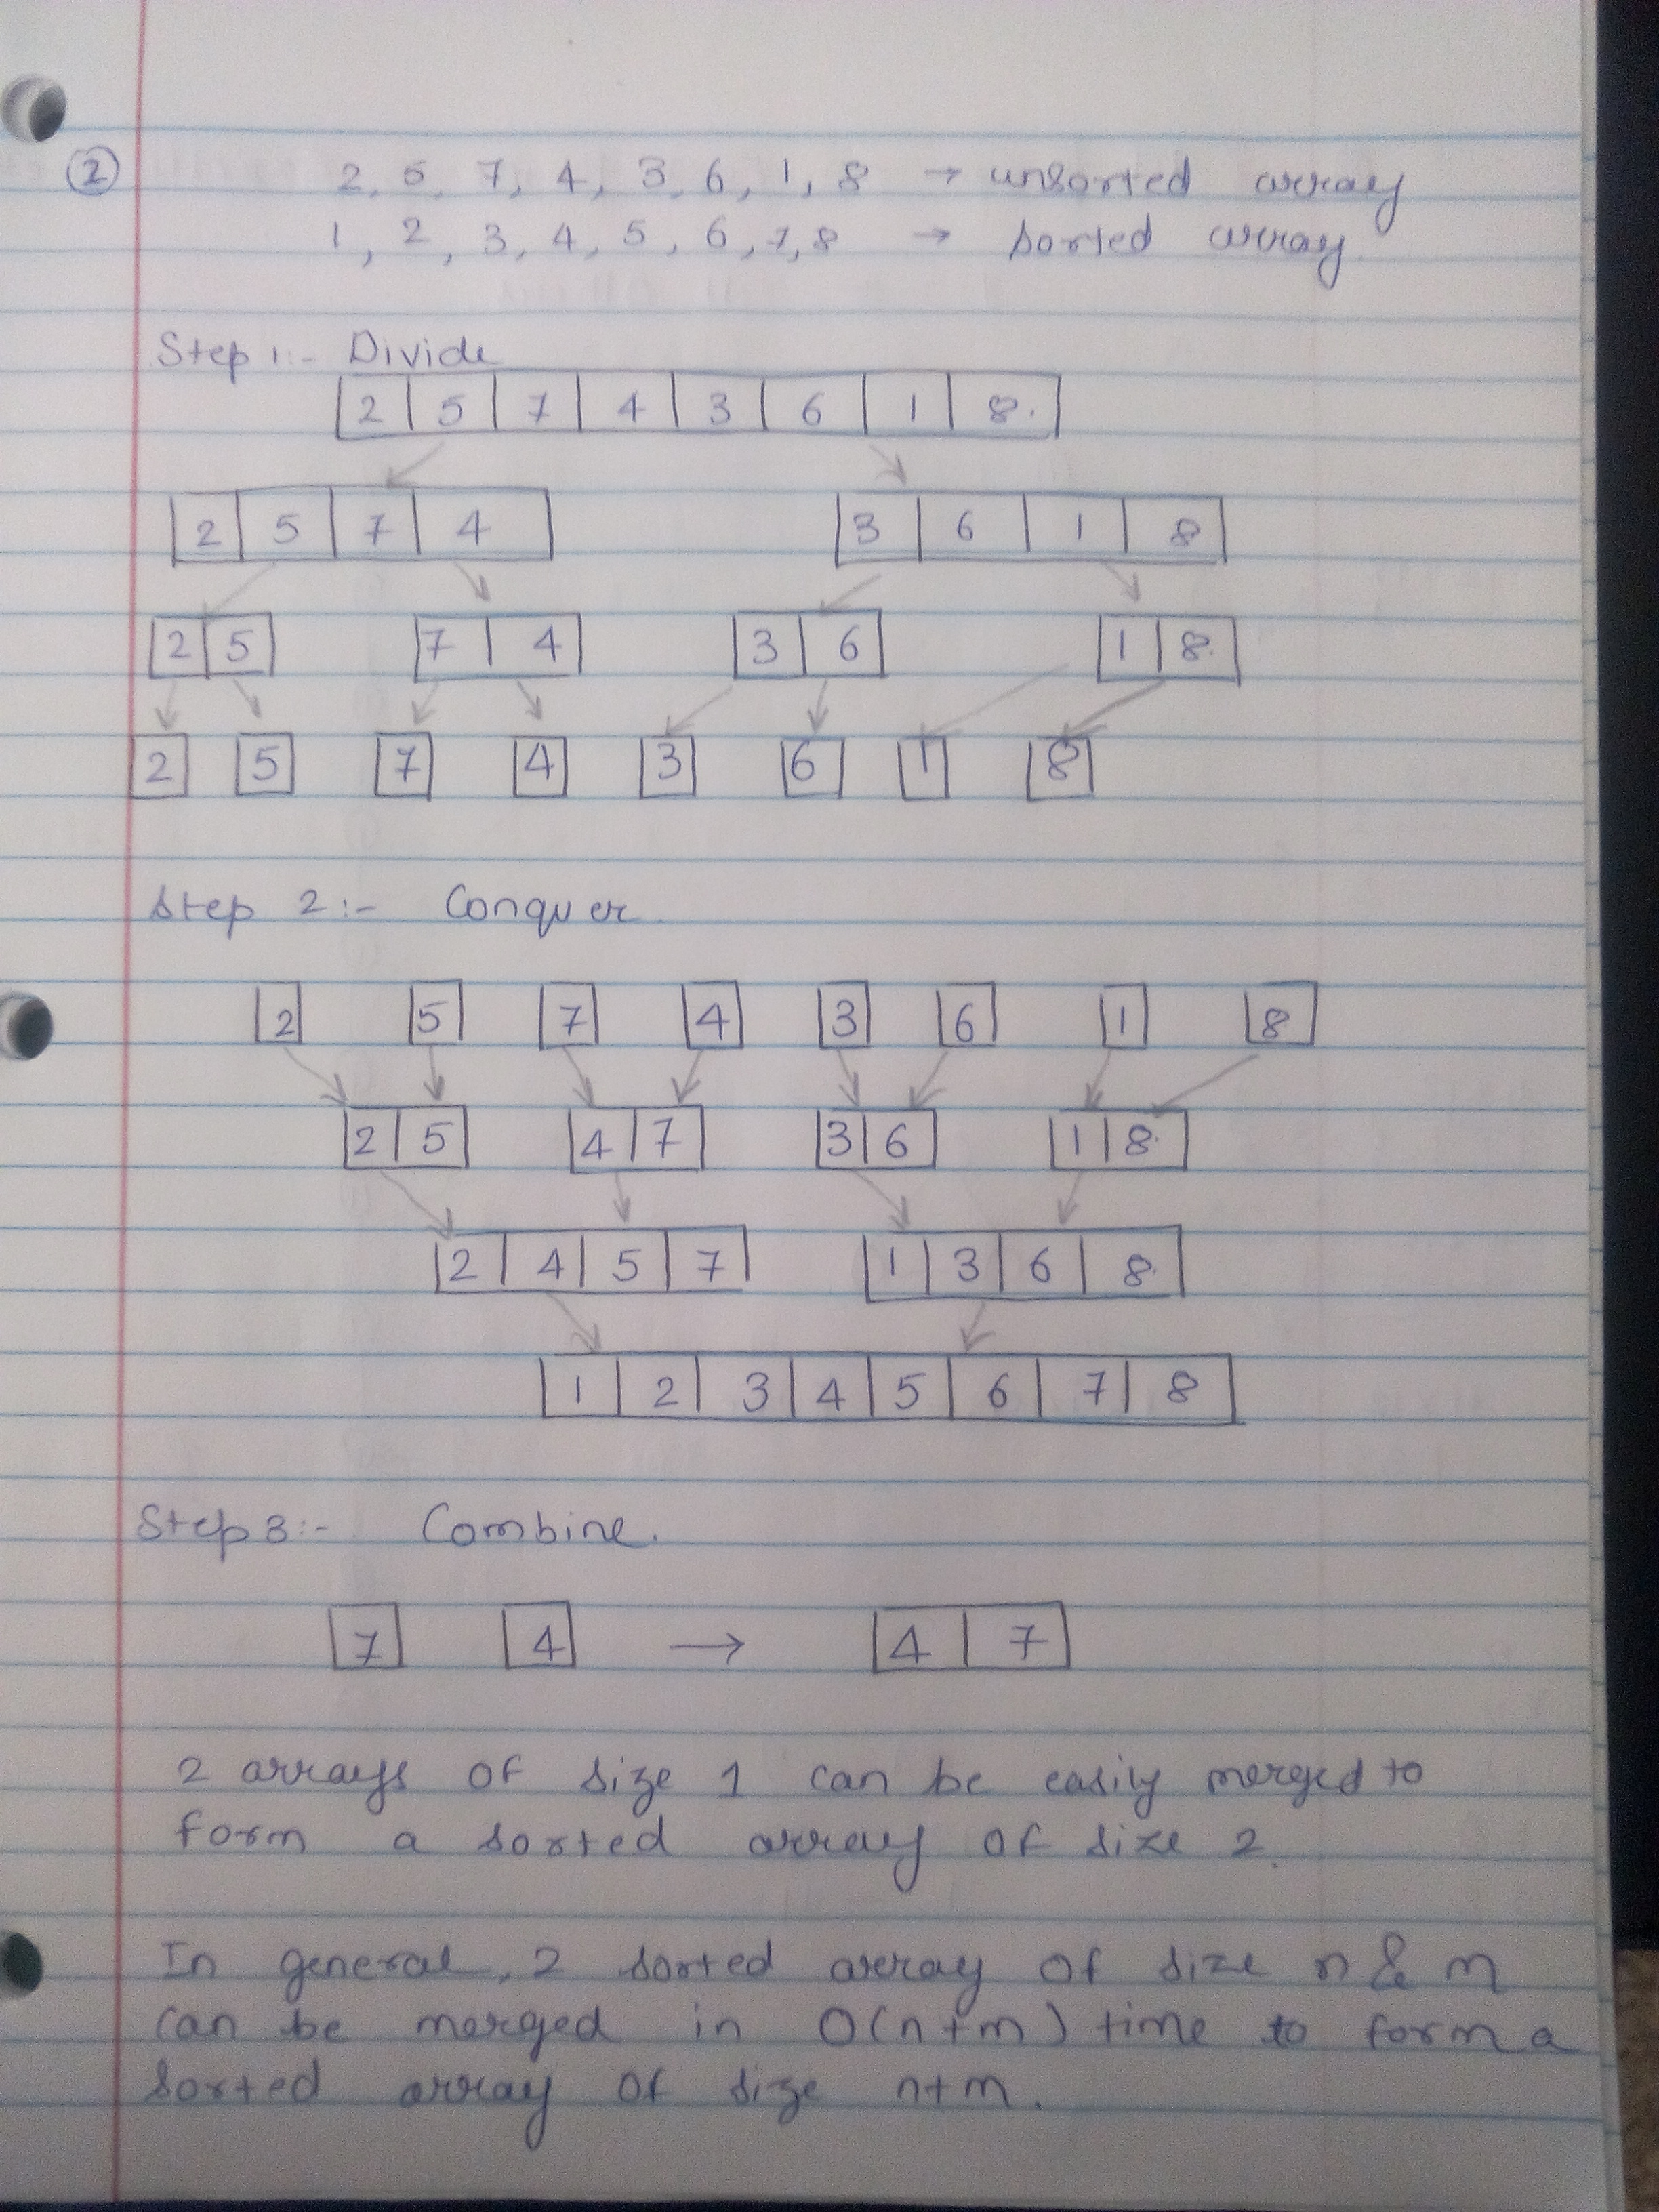 ② 2, 5, 7, 4, 3, 6, 1, 8 → unsorted array
1, 2, 3, 4, 5, 6, 7, 8 → sorted array.
Step 1:- Divide
2 5 7 4 3 6 1 8
2 5 7 4 3 6 1 8
2 5 7 4 3 6 1 8
2 5 7 4 3 6 1 8
Step 2:- Conquer
2 5 7 4 3 6 1 8
2 5 4 7 3 6 1 8
2 4 5 7 1 3 6 8
1 2 3 4 5 6 7 8
Step 3:- Combine.
7 4 → 4 7
2 arrays of size 1 can be easily merged to
form a sorted array of size 2.
In general, 2 sorted array of size n & m
can be merged in O(n+m) time to form a
sorted array of size n+m.